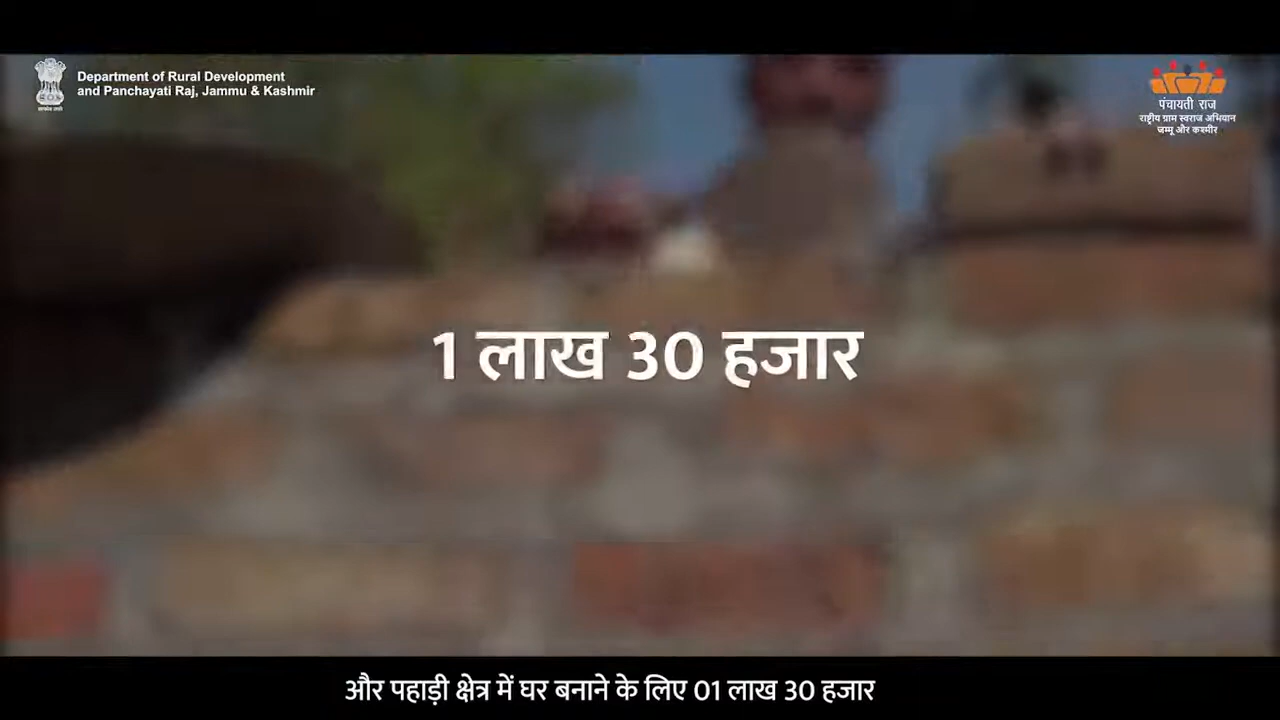 Department of Rural Development
and Panchayati Raj, Jammu & Kashmir
पंचायती राज
राष्ट्रीय ग्राम स्वराज अभियान
जम्मू और कश्मीर
1 लाख 30 हजार
और पहाड़ी क्षेत्र में घर बनाने के लिए 01 लाख 30 हजार